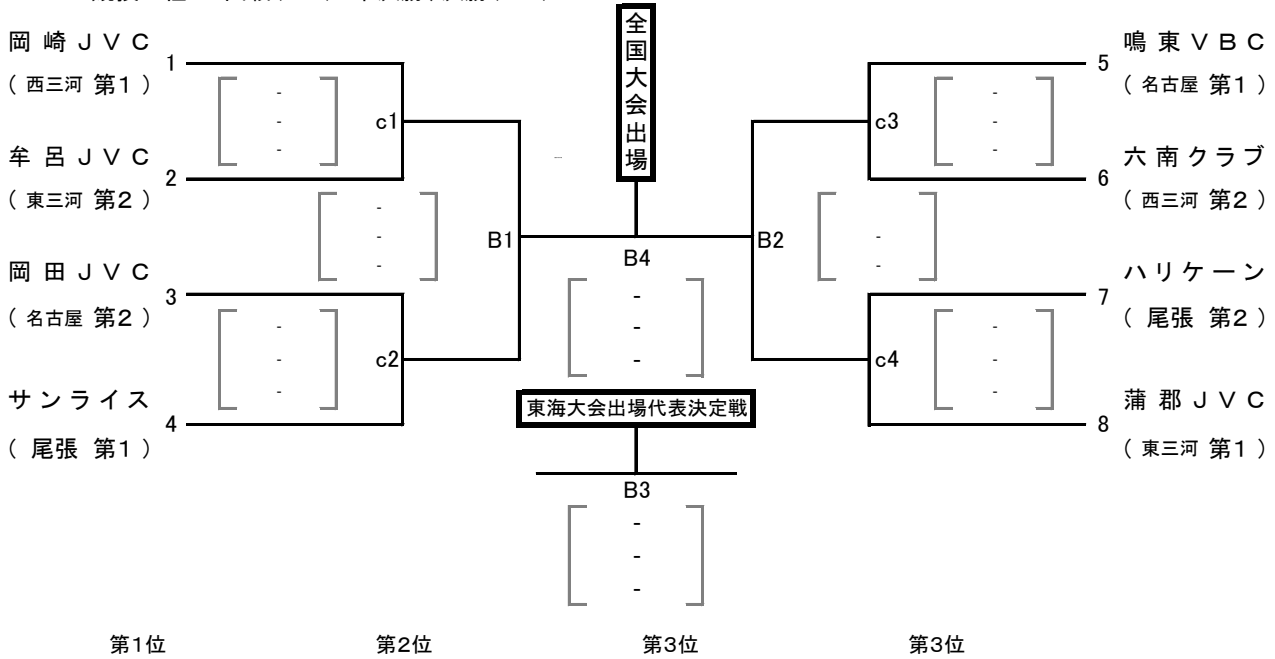 全国大会出場
岡崎JVC
1
(西三河 第1)
-
-
-
c1
牟呂JVC
2
(東三河 第2)
-
-
-
B1
岡田JVC
3
(名古屋 第2)
-
-
-
c2
サンライス
4
(尾張 第1)
鳴東VBC
5
(名古屋 第1)
-
-
-
c3
六南クラブ
6
(西三河 第2)
-
-
B2
ハリケーン
7
(尾張 第2)
-
-
-
c4
蒲郡JVC
8
(東三河 第1)
B4
-
-
-
東海大会出場代表決定戦
B3
-
-
-
第1位 第2位 第3位 第3位